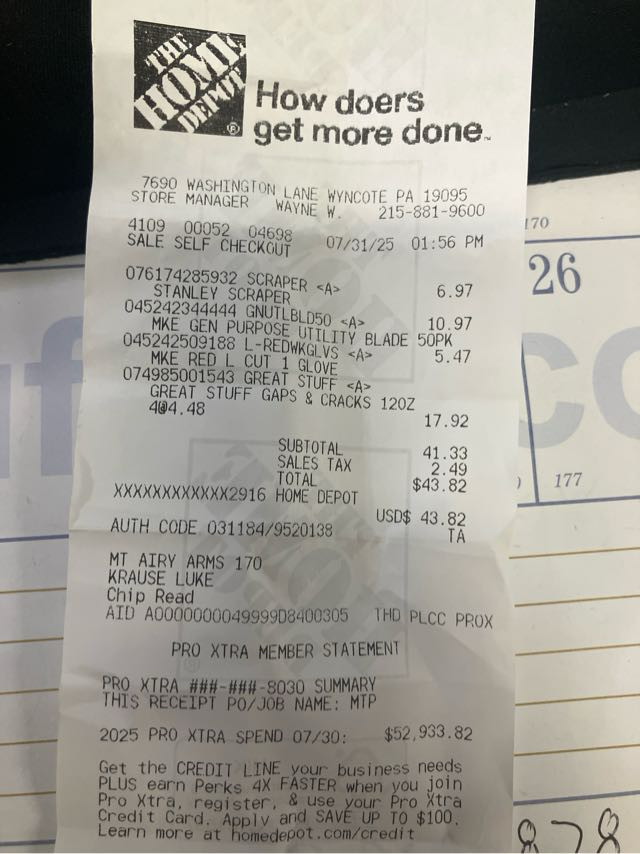 THE
HOME
DEPOT
®
How doers
get more done™
7690 WASHINGTON LANE WYNCOTE PA 19095
STORE MANAGER WAYNE W. 215-881-9600
4109 00052 04698 07/31/25 01:56 PM
SALE SELF CHECKOUT
076174285932 SCRAPER <A> 6.97
STANLEY SCRAPER
045242344444 GNUTLBLD50 <A> 10.97
MKE GEN PURPOSE UTILITY BLADE 50PK
045242509188 L-REDWKGLVS <A> 5.47
MKE RED L CUT 1 GLOVE
074985001543 GREAT STUFF <A>
GREAT STUFF GAPS & CRACKS 12OZ
4@4.48 17.92
SUBTOTAL 41.33
SALES TAX 2.49
TOTAL $43.82
XXXXXXXXXXXX2916 HOME DEPOT
USD$ 43.82
AUTH CODE 031184/9520138 TA
MT AIRY ARMS 170
KRAUSE LUKE
Chip Read
AID A0000000049999D8400305 THD PLCC PROX
PRO XTRA MEMBER STATEMENT
PRO XTRA ###-###-8030 SUMMARY
THIS RECEIPT PO/JOB NAME: MTP
2025 PRO XTRA SPEND 07/30: $52,933.82
Get the CREDIT LINE your business needs
PLUS earn Perks 4X FASTER when you join
Pro Xtra, register, & use your Pro Xtra
Credit Card. Apply and SAVE UP TO $100.
Learn more at homedepot.com/credit
170
26
177
878